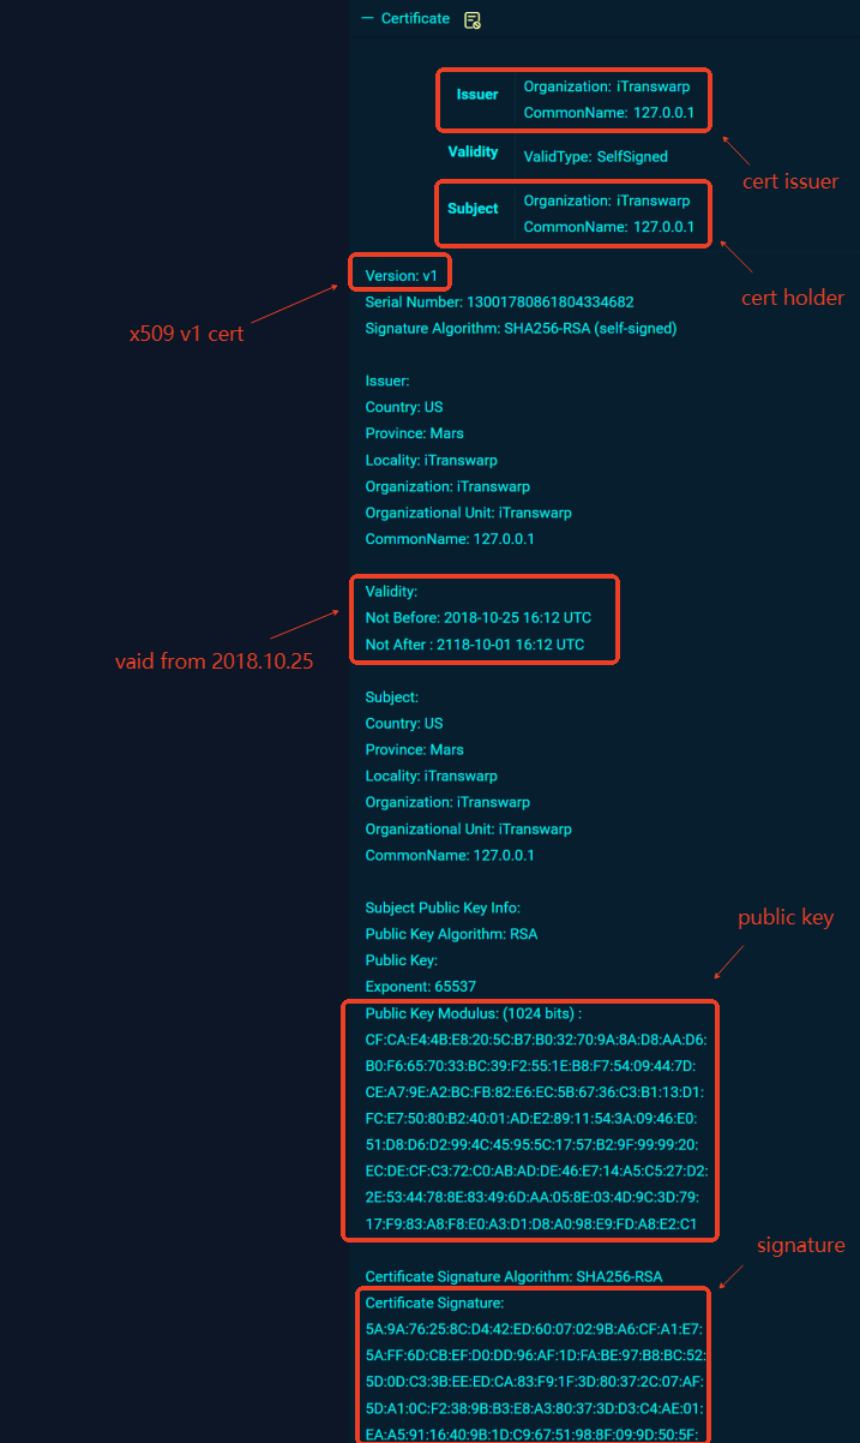 Certificate
Issuer
Organization: iTranswarp
CommonName: 127.0.0.1
Validity
ValidType: SelfSigned
cert issuer
Subject
Organization: iTranswarp
CommonName: 127.0.0.1
cert holder
Version: v1
x509 v1 cert
Serial Number: 13001780861804334682
Signature Algorithm: SHA256-RSA (self-signed)
Issuer:
Country: US
Province: Mars
Locality: iTranswarp
Organization: iTranswarp
Organizational Unit: iTranswarp
CommonName: 127.0.0.1
Validity:
Not Before: 2018-10-25 16:12 UTC
Not After : 2118-10-01 16:12 UTC
vaid from 2018.10.25
Subject:
Country: US
Province: Mars
Locality: iTranswarp
Organization: iTranswarp
Organizational Unit: iTranswarp
CommonName: 127.0.0.1
Subject Public Key Info:
public key
Public Key Algorithm: RSA
Public Key:
Exponent: 65537
Public Key Modulus: (1024 bits) :
CF:CA:E4:4B:E8:20:5C:B7:B0:32:70:9A:8A:D8:AA:D6:
B0:F6:65:70:33:BC:39:F2:55:1E:B8:F7:54:09:44:7D:
CE:A7:9E:A2:BC:FB:82:E6:EC:5B:67:36:C3:B1:13:D1:
FC:E7:50:80:B2:40:01:AD:E2:89:11:54:3A:09:46:E0:
51:D8:D6:D2:99:4C:45:95:5C:17:57:B2:9F:99:99:20:
EC:DE:CF:C3:72:C0:AB:AD:DE:46:E7:14:A5:C5:27:D2:
2E:53:44:78:8E:83:49:6D:AA:05:8E:03:4D:9C:3D:79:
17:F9:83:A8:F8:E0:A3:D1:D8:A0:98:E9:FD:A8:E2:C1
signature
Certificate Signature Algorithm: SHA256-RSA
Certificate Signature:
5A:9A:76:25:8C:D4:42:ED:60:07:02:9B:A6:CF:A1:E7:
5A:FF:6D:CB:EF:D0:DD:96:AF:1D:FA:BE:97:B8:BC:52:
5D:0D:C3:3B:EE:ED:CA:83:F9:1F:3D:80:37:2C:07:AF:
5D:A1:0C:F2:38:9B:B3:E8:A3:80:37:3D:D3:C4:AE:01:
EA:A5:91:16:40:9B:1D:C9:67:51:98:8F:09:9D:50:5F: